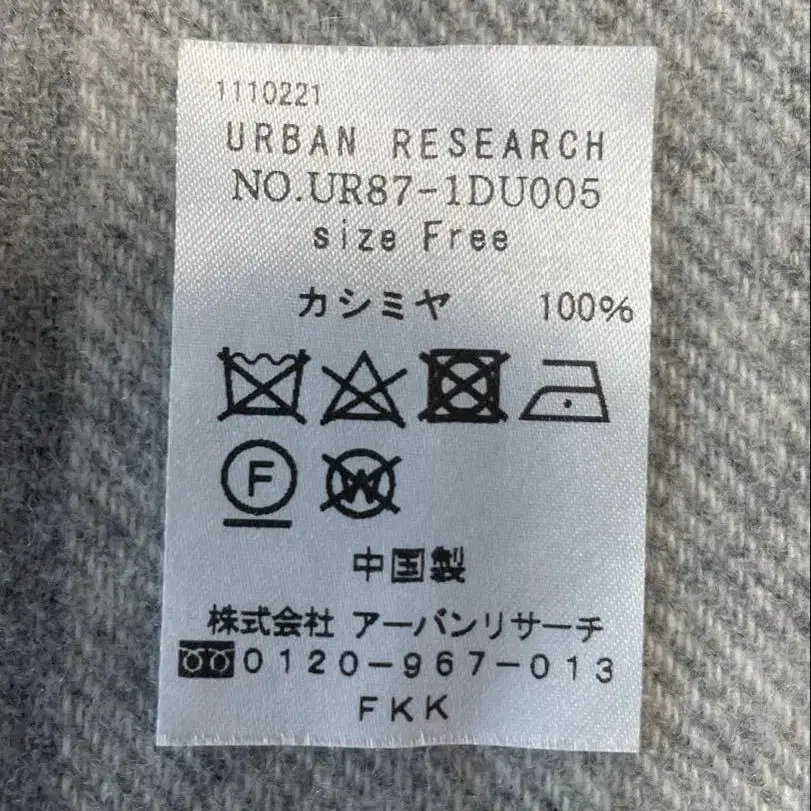 1110221
URBAN RESEARCH
NO.UR87-1DU005
size Free
カシミヤ 100%
F W
中国製
株式会社 アーバンリサーチ
0120-967-013
FKK